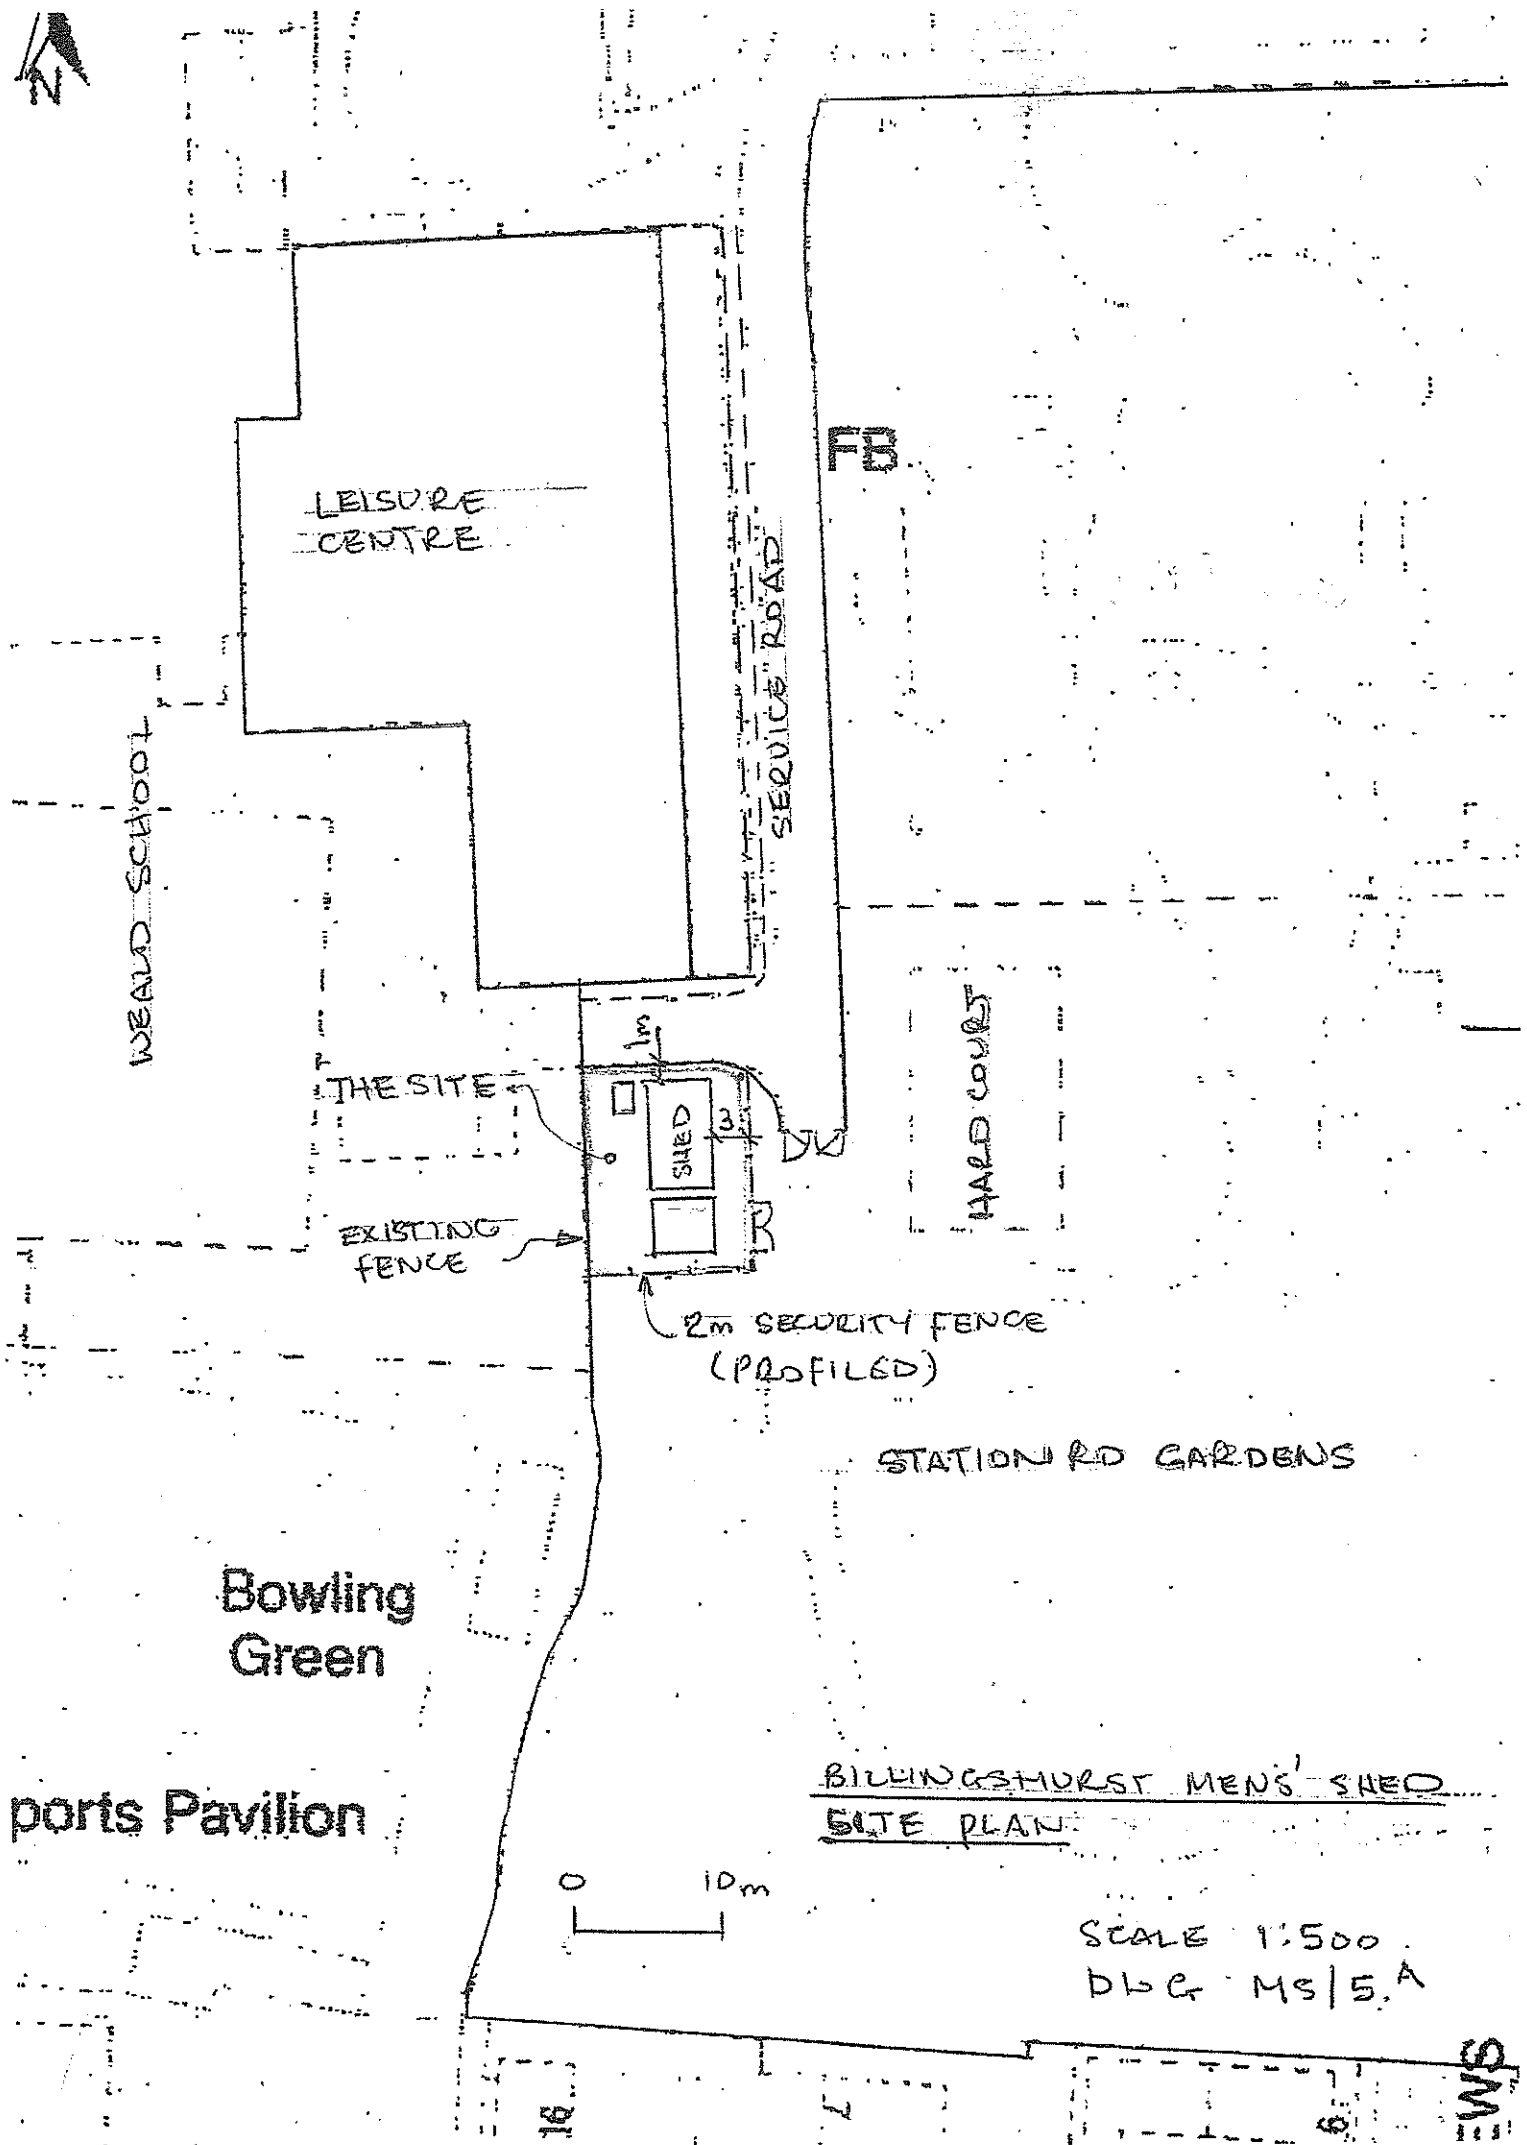 N
FB
LEISURE
CENTRE
SERVICE ROAD
WEALD SCHOOL
HARD COURT
1m
THE SITE
SHED
3
EXISTING
FENCE
2m SECURITY FENCE
(PROFILED)
STATION RD GARDENS
Bowling
Green
BILLINGSHURST MENS' SHED
SITE PLAN
ports Pavilion
0 10m
SCALE 1:500
DWG MS/5.A
16
EWS